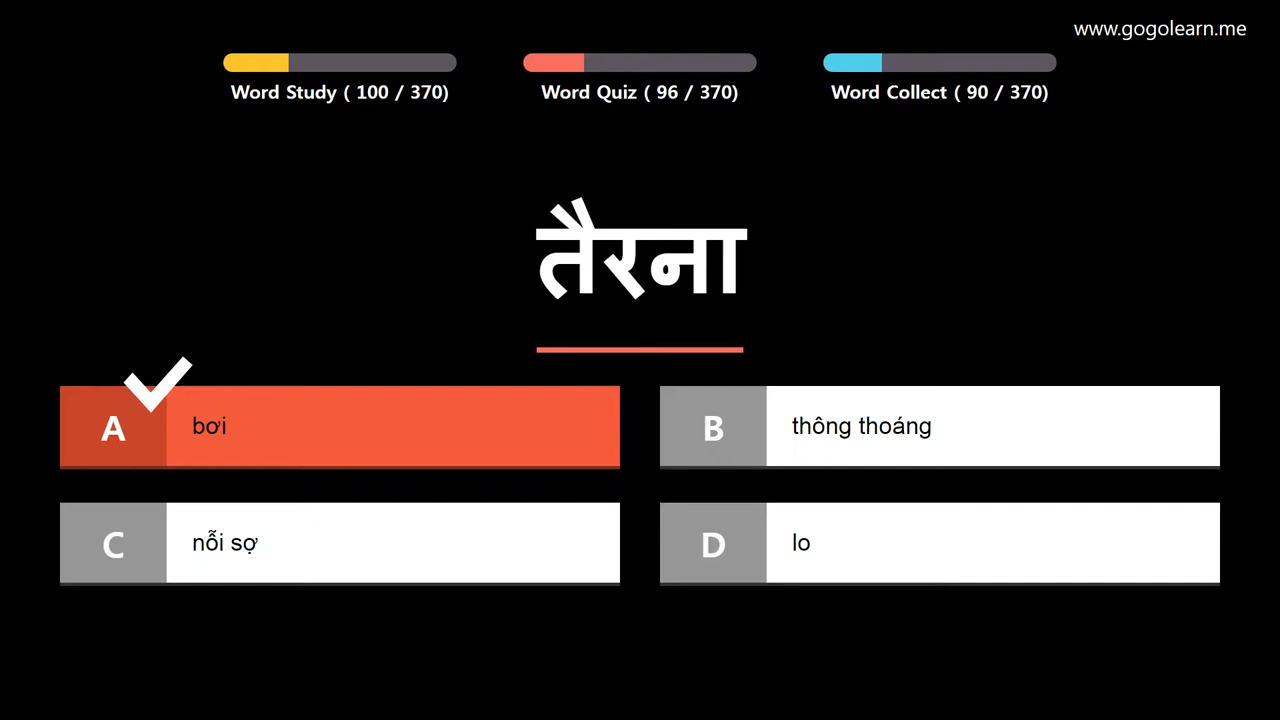 www.gogolearn.me
Word Study ( 100 / 370)
Word Quiz ( 96 / 370)
Word Collect ( 90 / 370)
तैरना
A
bơi
B
thông thoáng
C
nỗi sợ
D
lo